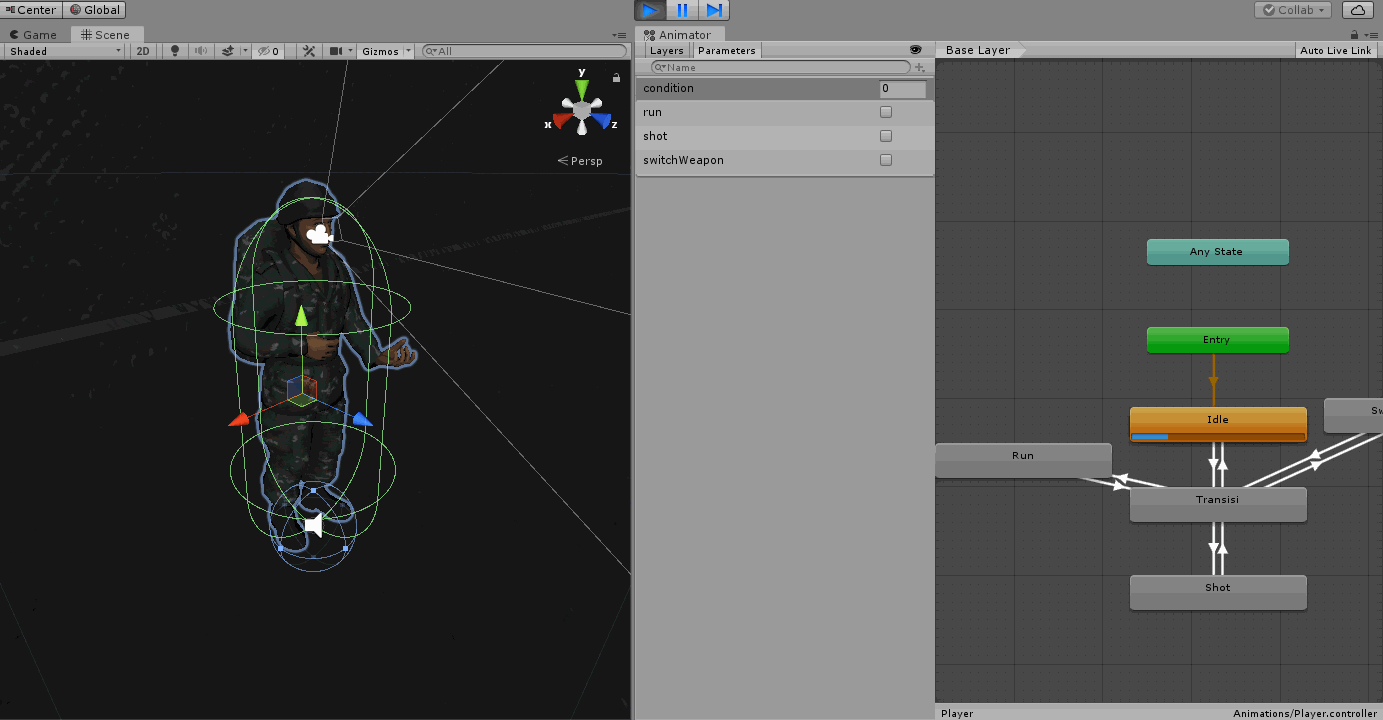 Center Global
Game Scene
Shaded 2D 0 Gizmos All
y
x z
Persp
Collab
Animator
Layers Parameters Base Layer Auto Live Link
Name
condition 0
run
shot
switchWeapon
Any State
Entry
Idle
Sw
Run
Transisi
Shot
Player Animations/Player.controller